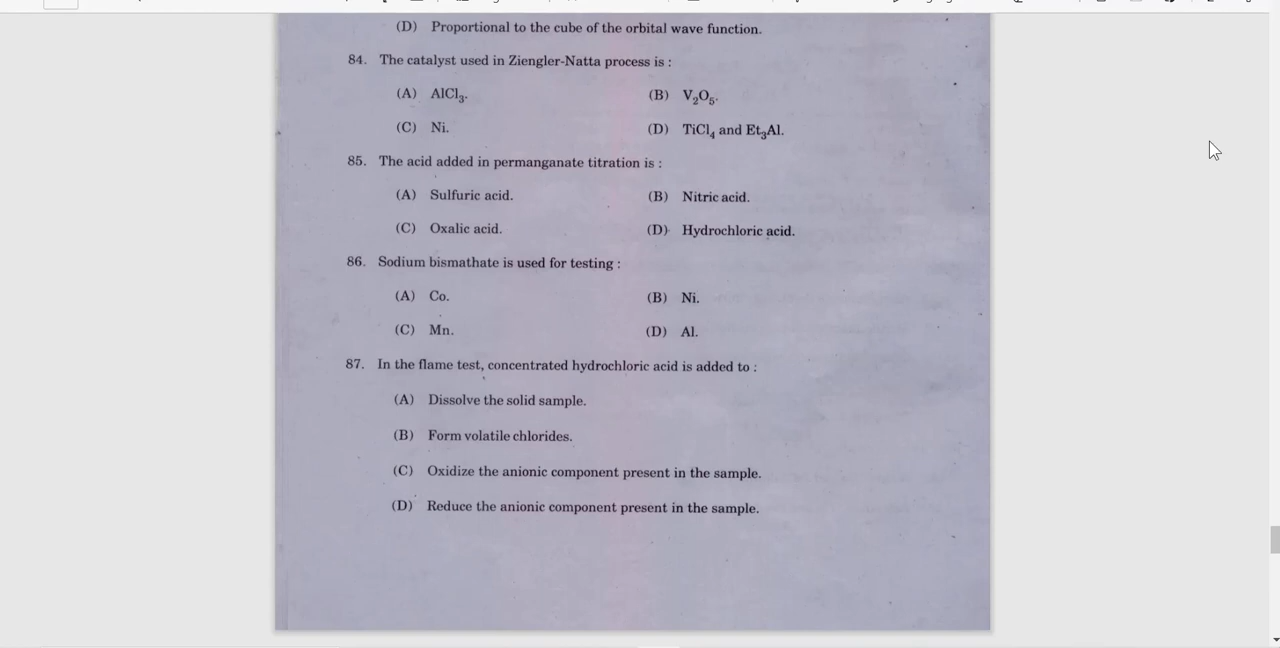 (D) Proportional to the cube of the orbital wave function.
84. The catalyst used in Ziengler-Natta process is :
(A) AlCl₃.
(B) V₂O₅.
(C) Ni.
(D) TiCl₄ and Et₃Al.
85. The acid added in permanganate titration is :
(A) Sulfuric acid.
(B) Nitric acid.
(C) Oxalic acid.
(D) Hydrochloric acid.
86. Sodium bismathate is used for testing :
(A) Co.
(B) Ni.
(C) Mn.
(D) Al.
87. In the flame test, concentrated hydrochloric acid is added to :
(A) Dissolve the solid sample.
(B) Form volatile chlorides.
(C) Oxidize the anionic component present in the sample.
(D) Reduce the anionic component present in the sample.